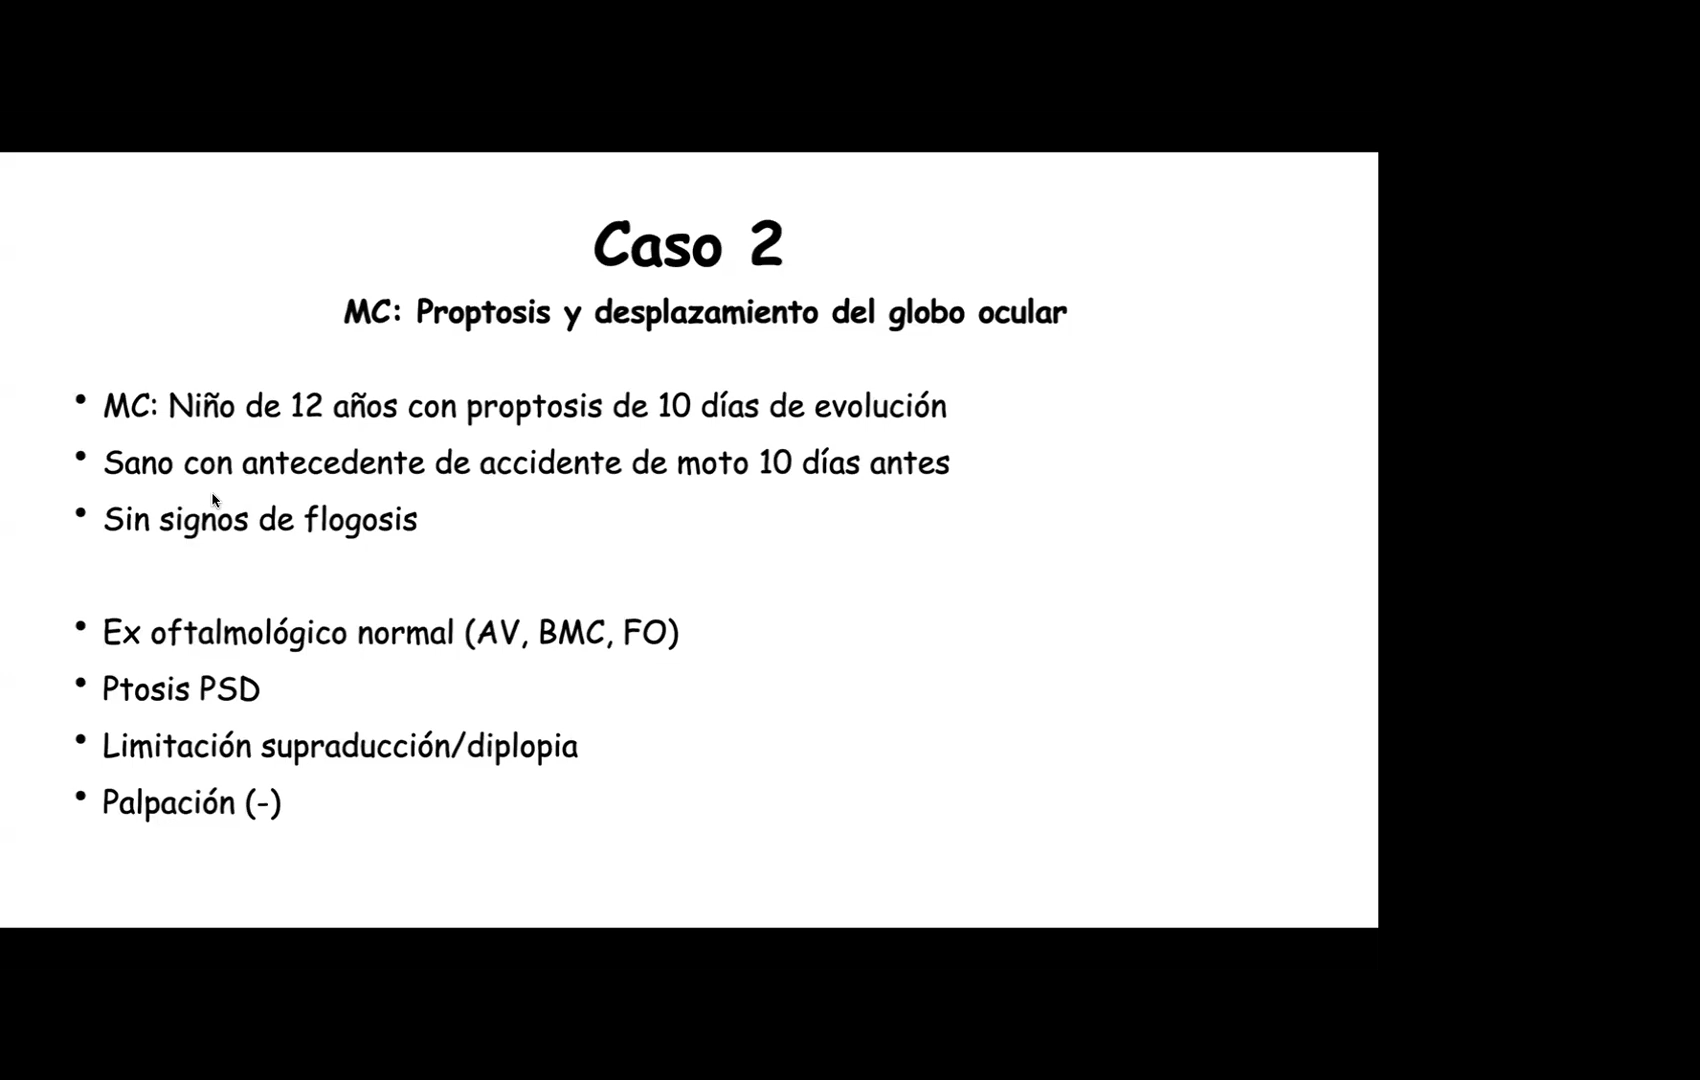 Caso 2
MC: Proptosis y desplazamiento del globo ocular
• MC: Niño de 12 años con proptosis de 10 días de evolución
• Sano con antecedente de accidente de moto 10 días antes
• Sin signos de flogosis
• Ex oftalmológico normal (AV, BMC, FO)
• Ptosis PSD
• Limitación supraducción/diplopia
• Palpación (-)